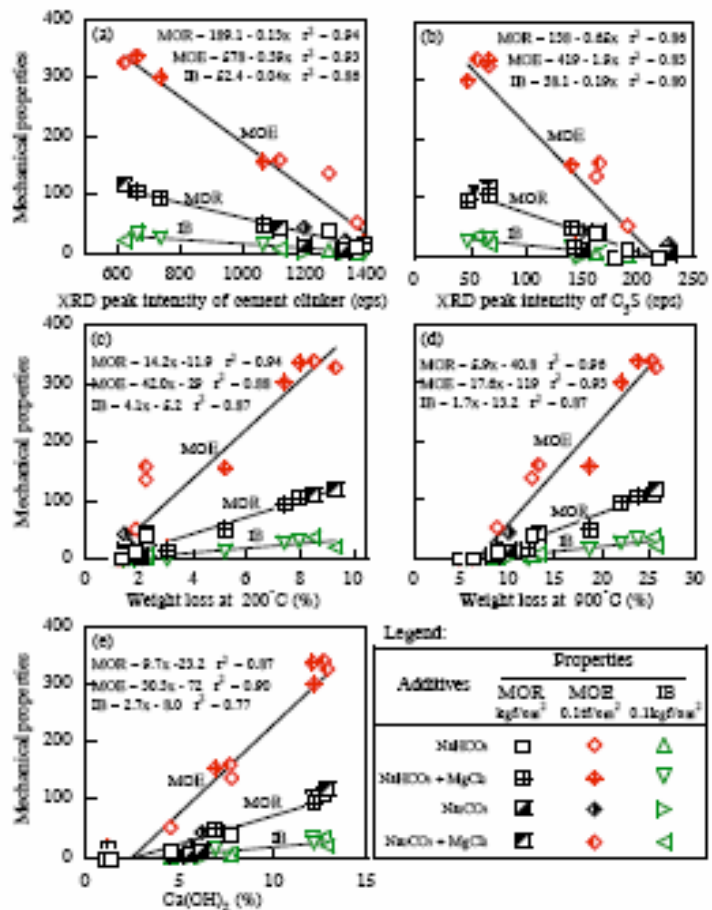 (a)
MOR = 189.1 - 0.13x r² = 0.94
MOE = 578 - 0.39x r² = 0.93
IB = 52.4 - 0.04x r² = 0.86
MOE
MOR
IB
400
300
200
100
0
600 800 1000 1200 1400
XRD peak intensity of cement clinker (cps)
Mechanical properties
(b)
MOR = 138 - 0.62x r² = 0.86
MOE = 419 - 1.9x r² = 0.83
IB = 38.1 - 0.19x r² = 0.80
MOE
MOR
IB
0 50 100 150 200 250
XRD peak intensity of C₃S (cps)
(c)
MOR = 14.2x - 11.9 r² = 0.94
MOE = 42.0x - 29 r² = 0.88
IB = 4.1x - 5.2 r² = 0.87
MOE
MOR
IB
400
300
200
100
0
0 2 4 6 8 10
Weight loss at 200°C (%)
Mechanical properties
(d)
MOR = 5.9x - 40.8 r² = 0.96
MOE = 17.6x - 119 r² = 0.93
IB = 1.7x - 13.2 r² = 0.87
MOE
MOR
IB
0 5 10 15 20 25 30
Weight loss at 900°C (%)
(e)
MOR = 9.7x - 23.2 r² = 0.87
MOE = 30.3x - 72 r² = 0.90
IB = 2.7x - 8.0 r² = 0.77
MOE
MOR
IB
400
300
200
100
0
0 5 10 15
Ca(OH)₂ (%)
Mechanical properties
Legend:
Additives
Properties
MOR MOE IB
kgf/cm² 0.1tf/cm² 0.1kgf/cm²
NaHCO₃
NaHCO₃ + MgCl₂
Na₂CO₃
Na₂CO₃ + MgCl₂